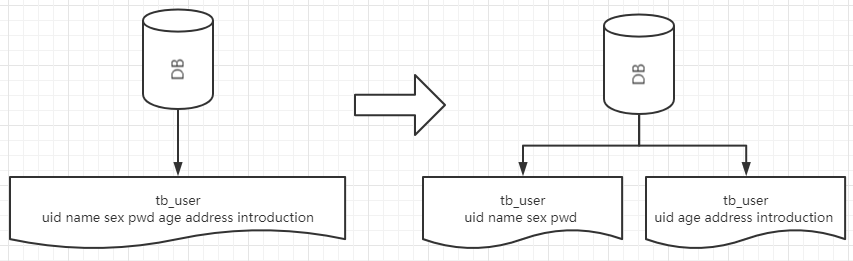 DB
tb_user
uid name sex pwd age address introduction
DB
tb_user
uid name sex pwd
tb_user
uid age address introduction